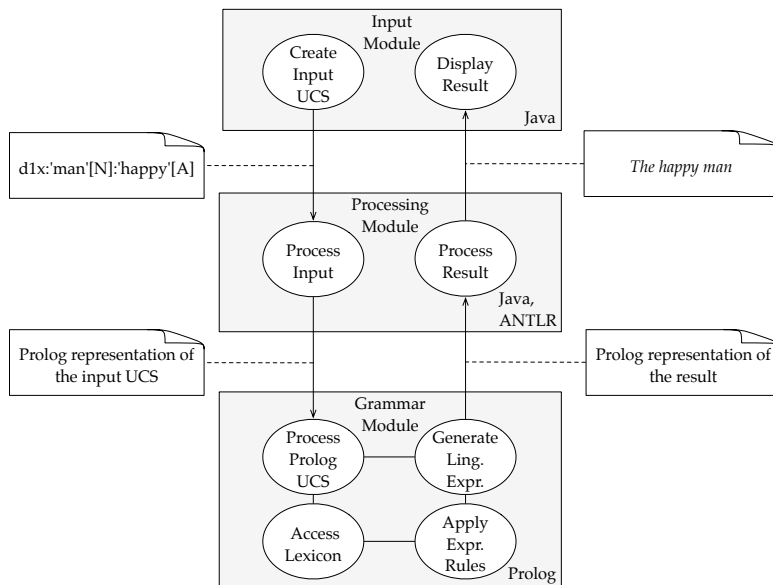 Input
Module
Create
Input
UCS
Display
Result
Java
d1x:'man'[N]:'happy'[A]
The happy man
Processing
Module
Process
Input
Process
Result
Java,
ANTLR
Prolog representation of
the input UCS
Prolog representation of
the result
Grammar
Module
Process
Prolog
UCS
Generate
Ling.
Expr.
Access
Lexicon
Apply
Expr.
Rules
Prolog